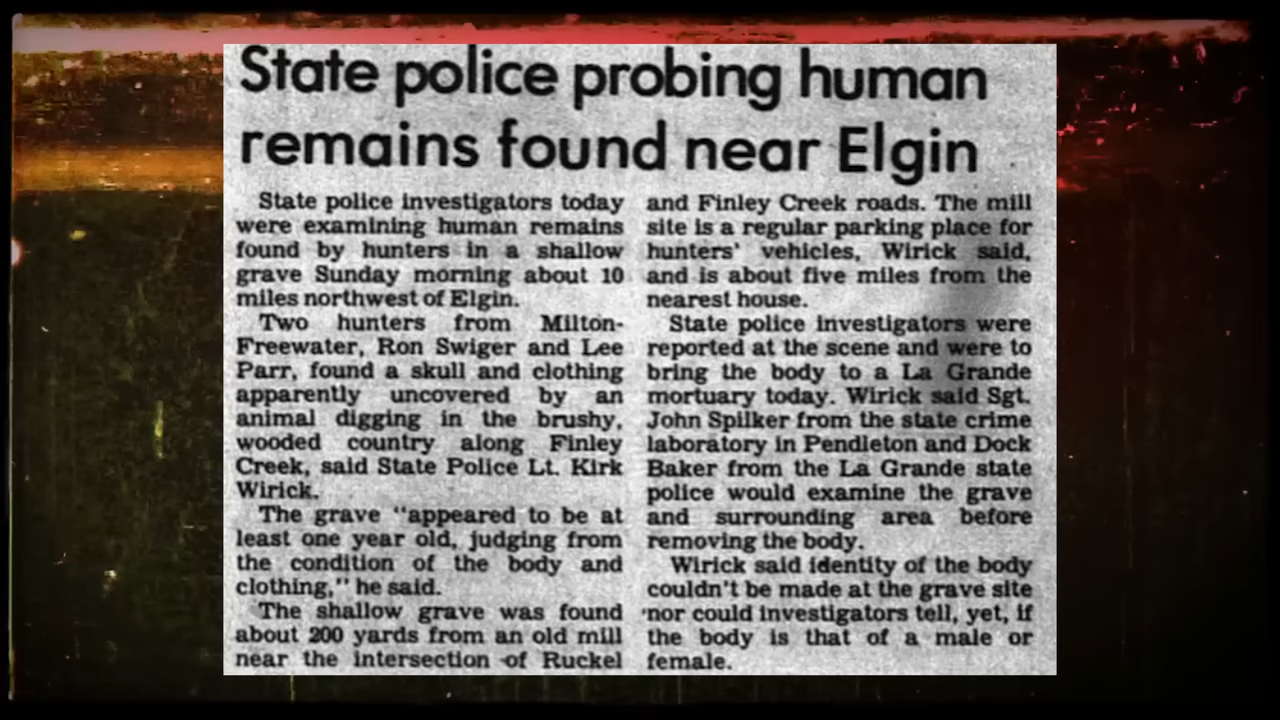 State police probing human
remains found near Elgin
State police investigators today
were examining human remains
found by hunters in a shallow
grave Sunday morning about 10
miles northwest of Elgin.
Two hunters from Milton-
Freewater, Ron Swiger and Lee
Parr, found a skull and clothing
apparently uncovered by an
animal digging in the brushy,
wooded country along Finley
Creek, said State Police Lt. Kirk
Wirick.
The grave "appeared to be at
least one year old, judging from
the condition of the body and
clothing," he said.
The shallow grave was found
about 200 yards from an old mill
near the intersection of Ruckel
and Finley Creek roads. The mill
site is a regular parking place for
hunters' vehicles, Wirick said,
and is about five miles from the
nearest house.
State police investigators were
reported at the scene and were to
bring the body to a La Grande
mortuary today. Wirick said Sgt.
John Spilker from the state crime
laboratory in Pendleton and Dock
Baker from the La Grande state
police would examine the grave
and surrounding area before
removing the body.
Wirick said identity of the body
couldn't be made at the grave site
nor could investigators tell, yet, if
the body is that of a male or
female.